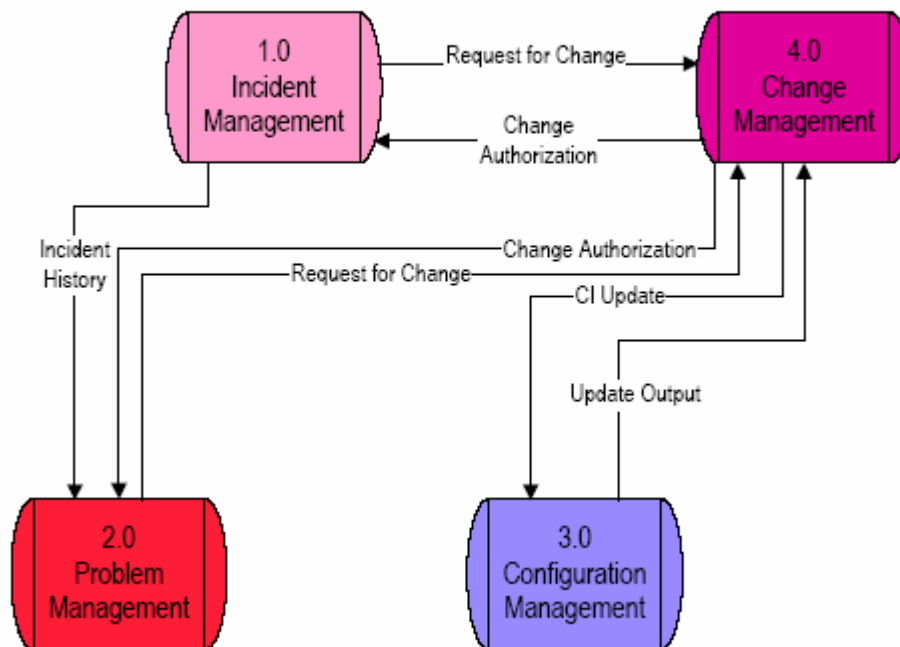 1.0
Incident
Management
Request for Change
4.0
Change
Management
Change
Authorization
Incident
History
Change Authorization
Request for Change
CI Update
Update Output
2.0
Problem
Management
3.0
Configuration
Management